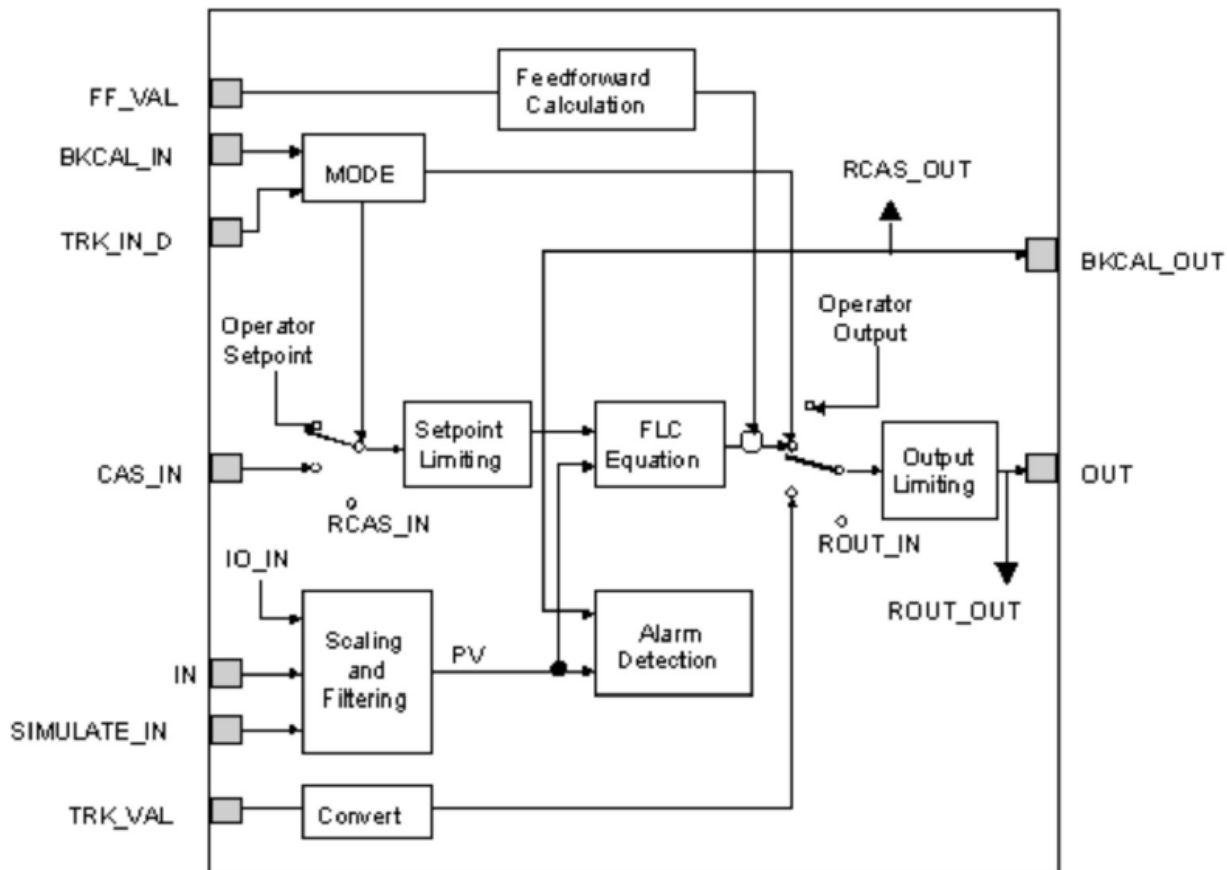 FF_VAL
Feedforward
Calculation
BKCAL_IN
MODE
TRK_IN_D
RCAS_OUT
BKCAL_OUT
Operator
Setpoint
Operator
Output
CAS_IN
Setpoint
Limiting
FLC
Equation
Output
Limiting
OUT
RCAS_IN
ROUT_IN
ROUT_OUT
IO_IN
IN
SIMULATE_IN
Scaling
and
Filtering
PV
Alarm
Detection
TRK_VAL
Convert